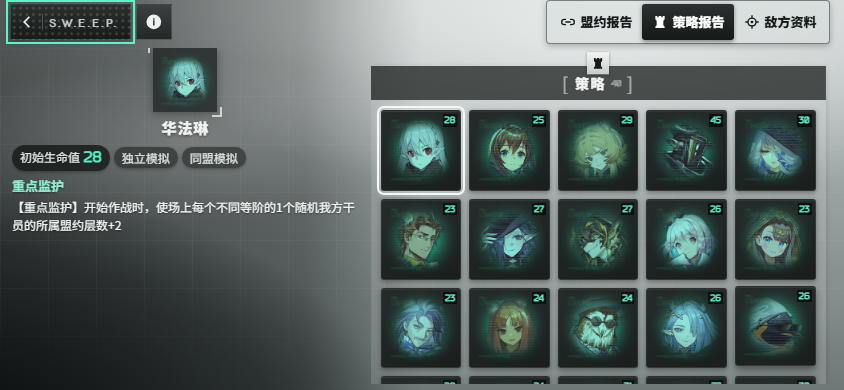 S.W.E.E.P.
盟约报告
策略报告
敌方资料
华法琳
初始生命值 28
独立模拟
同盟模拟
重点监护
【重点监护】开始作战时，使场上每个不同等阶的1个随机我方干
员的所属盟约层数+2
[ 策略 40 ]
28 25 29 45 30
23 27 27 26 23
23 24 24 26 26